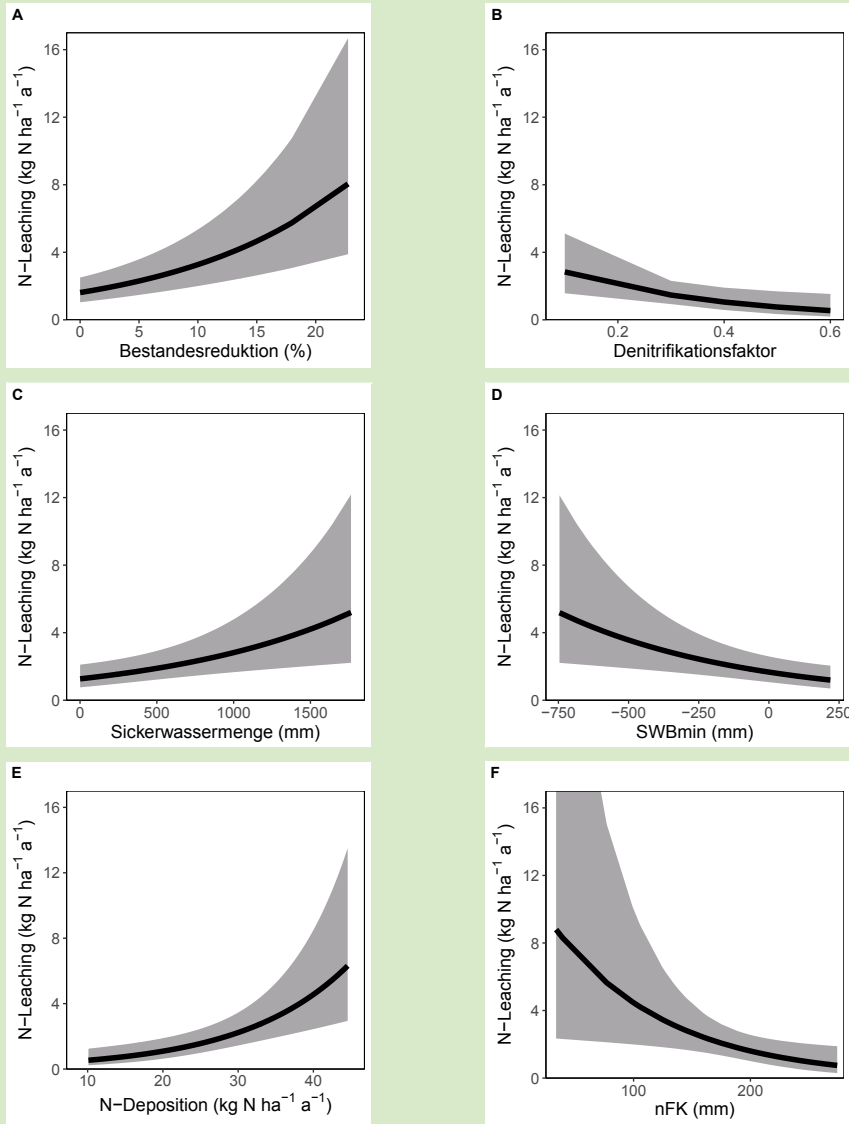 A
N−Leaching (kg N ha⁻¹ a⁻¹)
16
12
8
4
0
0 5 10 15 20
Bestandesreduktion (%)
B
N−Leaching (kg N ha⁻¹ a⁻¹)
16
12
8
4
0
0.2 0.4 0.6
Denitrifikationsfaktor
C
N−Leaching (kg N ha⁻¹ a⁻¹)
16
12
8
4
0
0 500 1000 1500
Sickerwassermenge (mm)
D
N−Leaching (kg N ha⁻¹ a⁻¹)
16
12
8
4
0
−750 −500 −250 0 250
SWBmin (mm)
E
N−Leaching (kg N ha⁻¹ a⁻¹)
16
12
8
4
0
10 20 30 40
N−Deposition (kg N ha⁻¹ a⁻¹)
F
N−Leaching (kg N ha⁻¹ a⁻¹)
16
12
8
4
0
100 200
nFK (mm)